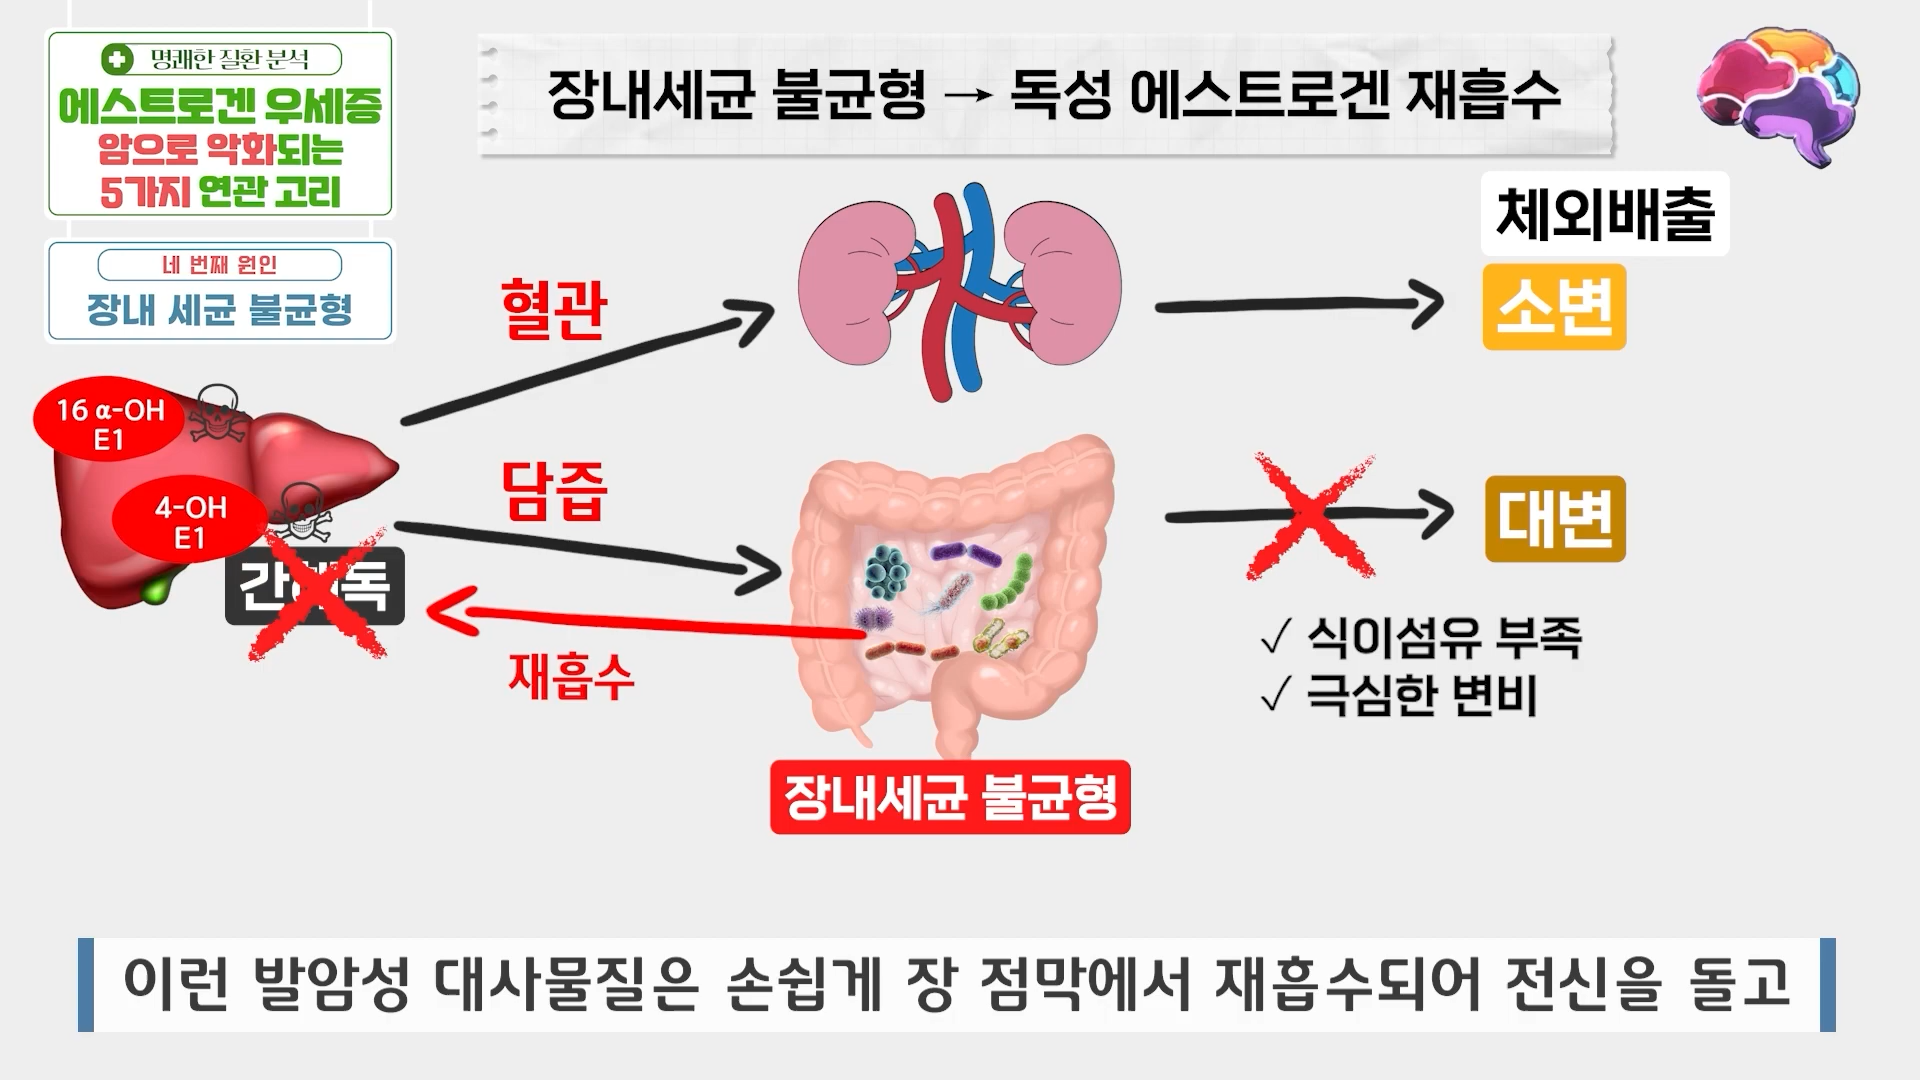 명쾌한 질환 분석
에스트로겐 우세증
암으로 악화되는
5가지 연관 고리
네 번째 원인
장내 세균 불균형
장내세균 불균형 → 독성 에스트로겐 재흡수
체외배출
소변
혈관
16 α-OH
E1
4-OH
E1
담즙
대변
재흡수
✓ 식이섬유 부족
✓ 극심한 변비
장내세균 불균형
이런 발암성 대사물질은 손쉽게 장 점막에서 재흡수되어 전신을 돌고